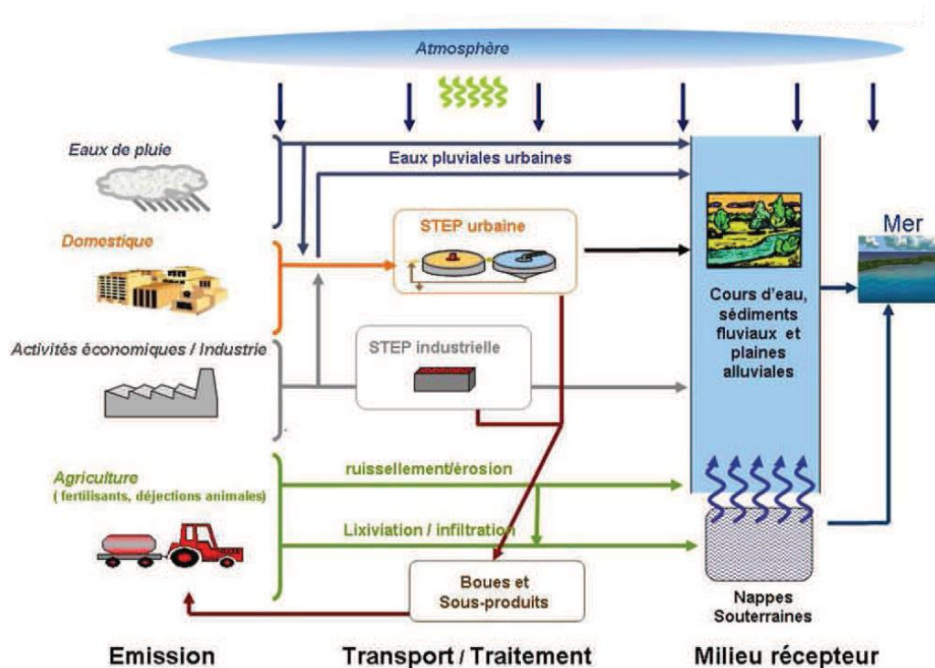 Atmosphère
Eaux de pluie
Eaux pluviales urbaines
Domestique
STEP urbaine
Mer
Cours d'eau,
sédiments
fluviaux et
plaines
alluviales
Activités économiques / Industrie
STEP industrielle
Agriculture
( fertilisants, déjections animales)
ruissellement/érosion
Lixiviation / infiltration
Boues et
Sous-produits
Nappes
Souterraines
Emission
Transport / Traitement
Milieu récepteur